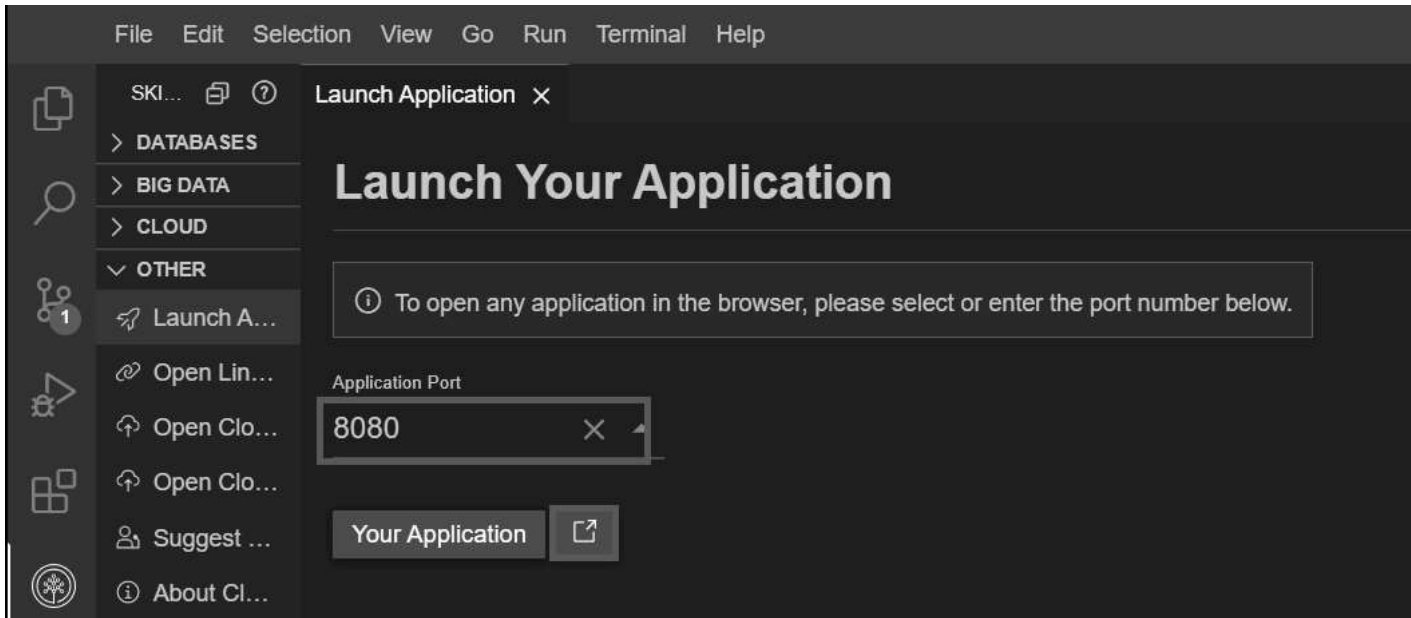 File Edit Selection View Go Run Terminal Help
SKI...
Launch Application
DATABASES
BIG DATA
CLOUD
OTHER
Launch A...
Open Lin...
Open Clo...
Open Clo...
Suggest ...
About Cl...
1
Launch Your Application
To open any application in the browser, please select or enter the port number below.
Application Port
8080
Your Application